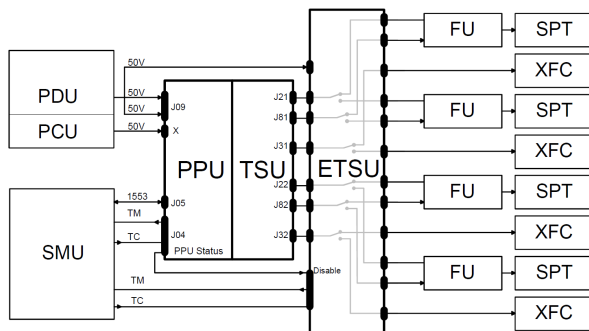 FU
SPT
50V
XFC
PDU
50V
J09
J21
50V
J81
FU
SPT
PCU
50V
X
J31
PPU
TSU
ETSU
XFC
J22
FU
SPT
1553
J05
J82
TM
J04
TC
PPU Status
J32
XFC
SMU
Disable
FU
SPT
TM
TC
XFC